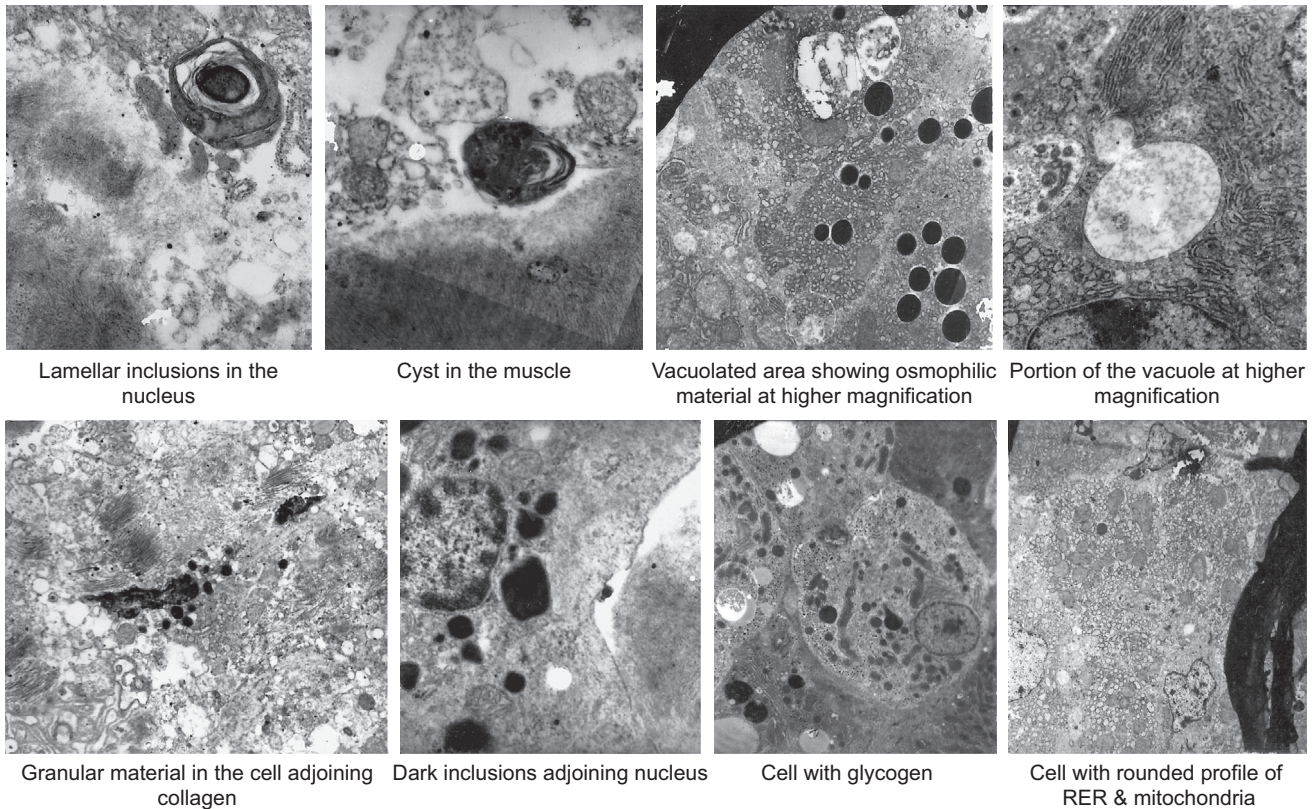 Lamellar inclusions in the
nucleus
Cyst in the muscle
Vacuolated area showing osmophilic
material at higher magnification
Portion of the vacuole at higher
magnification
Granular material in the cell adjoining
collagen
Dark inclusions adjoining nucleus
Cell with glycogen
Cell with rounded profile of
RER & mitochondria